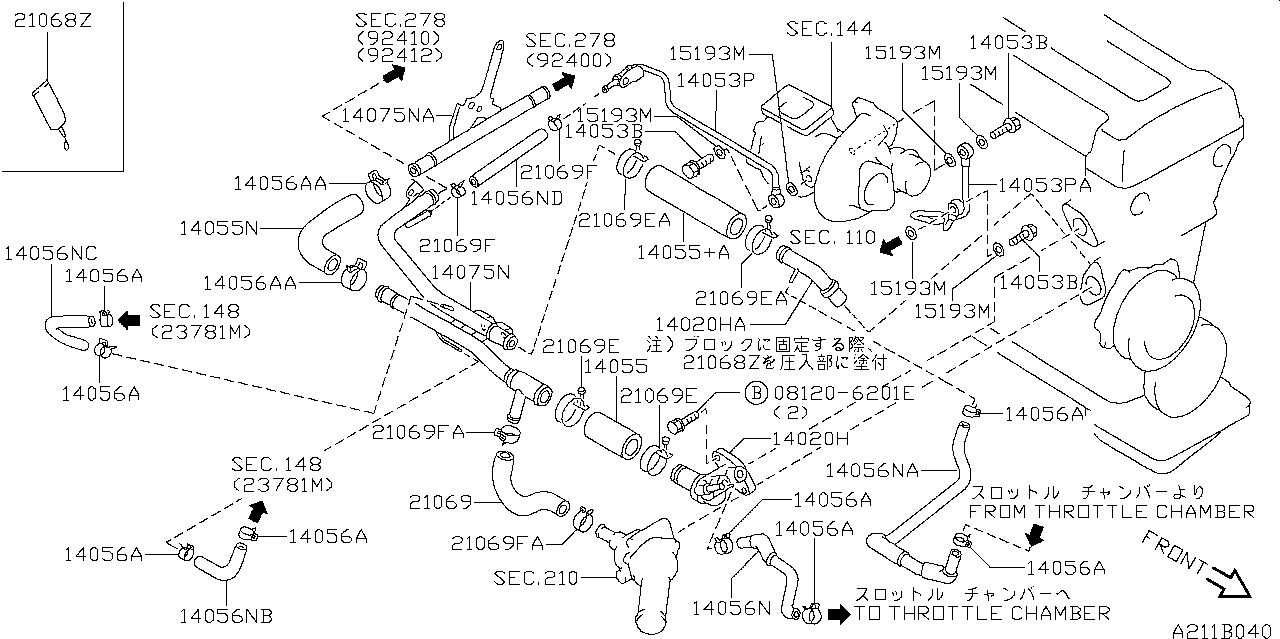 21068Z
SEC.278
(92410)
(92412)
SEC.278
(92400)
15193M
14053P
SEC.144
15193M
15193M
14053B
14075NA
15193M
14053B
14056AA
21069F
14056ND
14053PA
14055N
21069F
21069EA
14055+A
SEC. 110
14056NC
14056A
14056AA
14075N
21069EA
15193M
15193M
14053B
SEC.148
(23781M)
14020HA
注) ブロックに固定する際、
21068Zを圧入部に塗付
21069E
14055
14056A
21069E
B 08120-6201E
(2)
14056A
21069FA
14020H
SEC.148
(23781M)
14056NA
21069
14056A
スロットル チャンバーより
FROM THROTTLE CHAMBER
14056A
14056A
14056A
21069FA
SEC.210
14056A
FRONT
14056NB
14056N
スロットル チャンバーへ
TO THROTTLE CHAMBER
A211B040